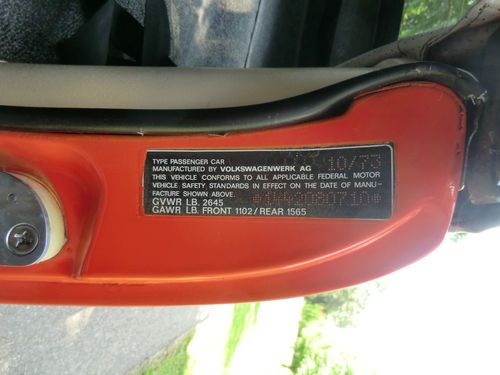 TYPE PASSENGER CAR
MANUFACTURED BY VOLKSWAGENWERK AG 10/73
THIS VEHICLE CONFORMS TO ALL APPLICABLE FEDERAL MOTOR
VEHICLE SAFETY STANDARDS IN EFFECT ON THE DATE OF MANU-
FACTURE SHOWN ABOVE.
GVWR LB. 2645
GAWR LB. FRONT 1102/REAR 1565